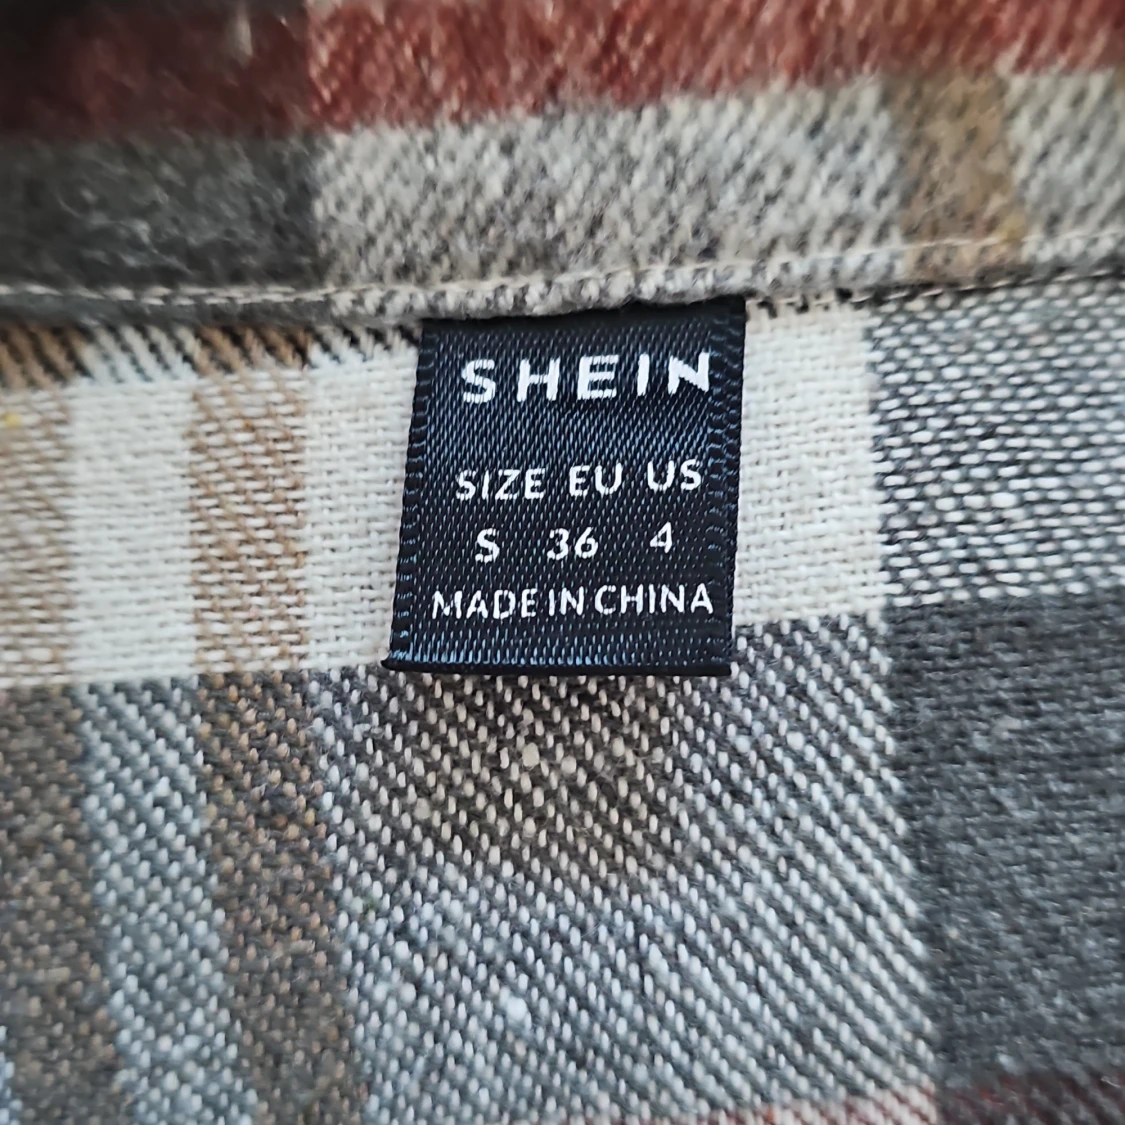 SHEIN
SIZE EU US
S 36 4
MADE IN CHINA